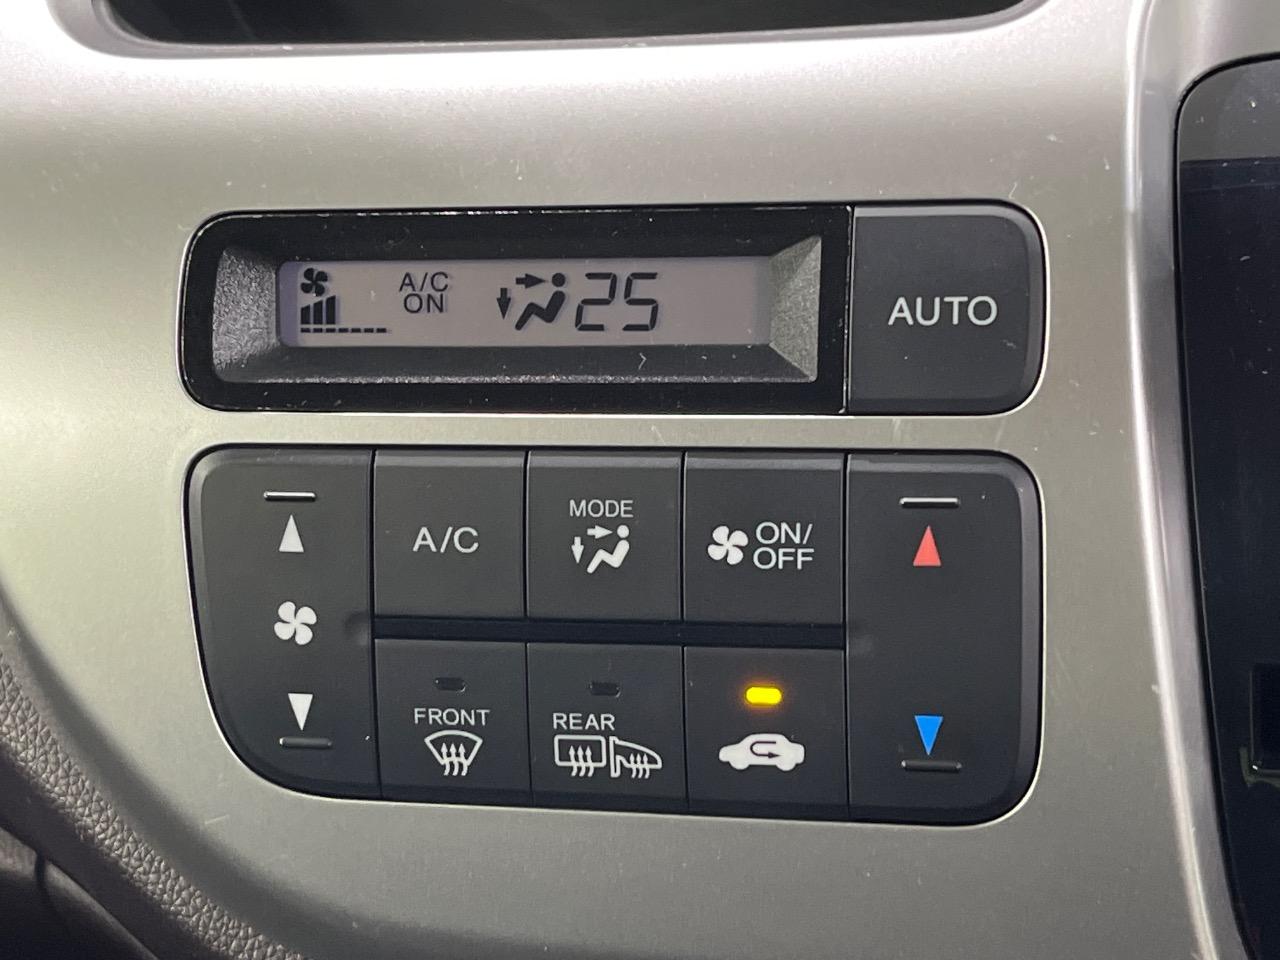 A/C
ON
25
AUTO
A/C
MODE
ON/
OFF
FRONT
REAR